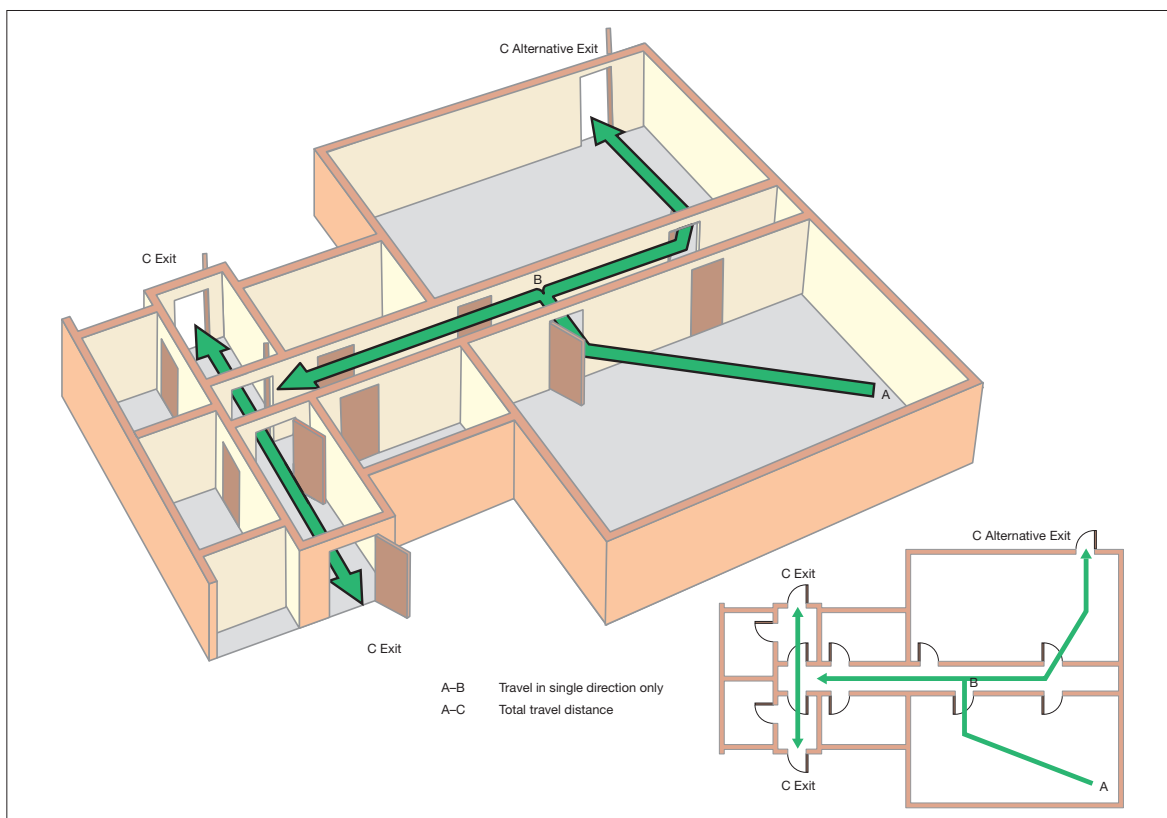 C Alternative Exit
C Exit
B
A
C Exit
A–B Travel in single direction only
A–C Total travel distance
C Alternative Exit
C Exit
B
A
C Exit